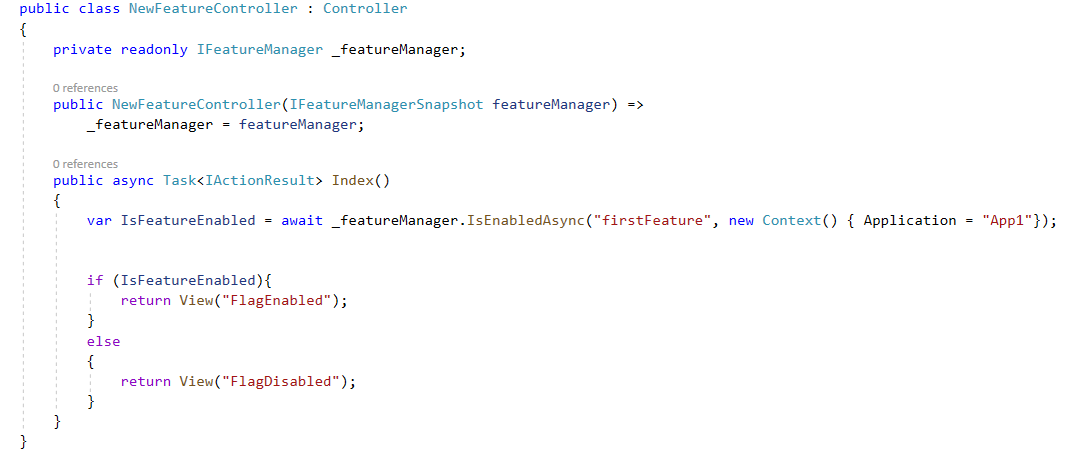 public class NewFeatureController : Controller
{
private readonly IFeatureManager _featureManager;
0 references
public NewFeatureController(IFeatureManagerSnapshot featureManager) =>
_featureManager = featureManager;
0 references
public async Task<IActionResult> Index()
{
var IsFeatureEnabled = await _featureManager.IsEnabledAsync("firstFeature", new Context() { Application = "App1"});
if (IsFeatureEnabled){
return View("FlagEnabled");
}
else
{
return View("FlagDisabled");
}
}
}